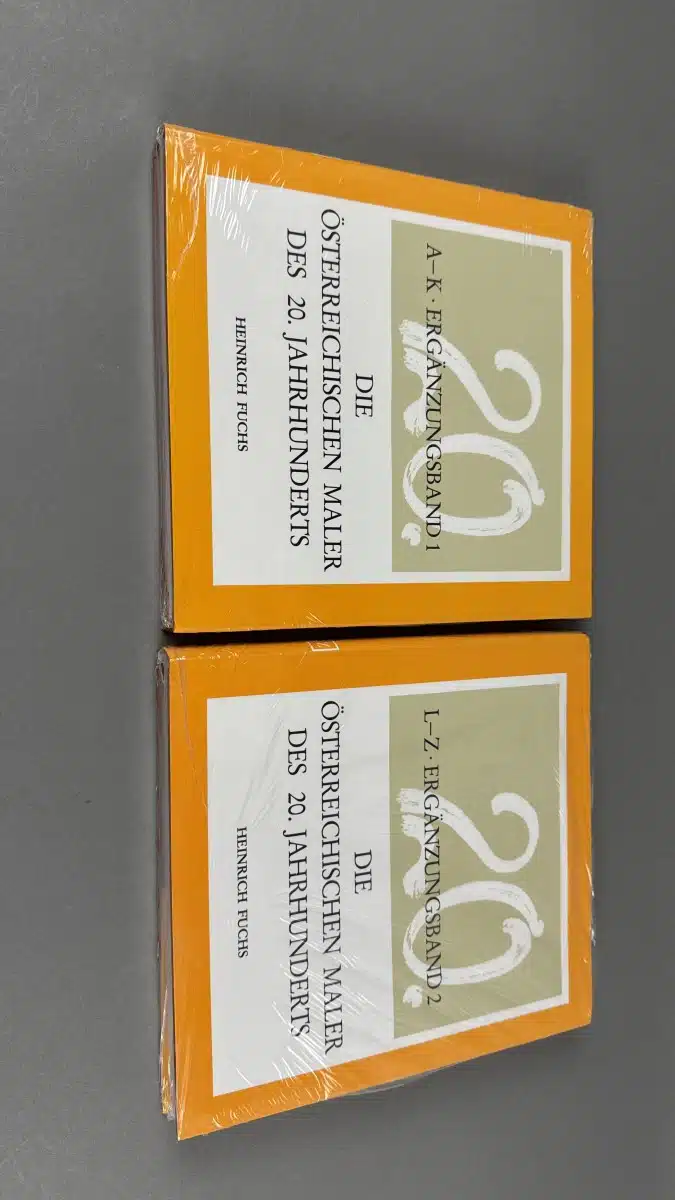 20.
A–K · ERGÄNZUNGSBAND 1
DIE
ÖSTERREICHISCHEN MALER
DES 20. JAHRHUNDERTS
HEINRICH FUCHS
20.
L–Z · ERGÄNZUNGSBAND 2
DIE
ÖSTERREICHISCHEN MALER
DES 20. JAHRHUNDERTS
HEINRICH FUCHS